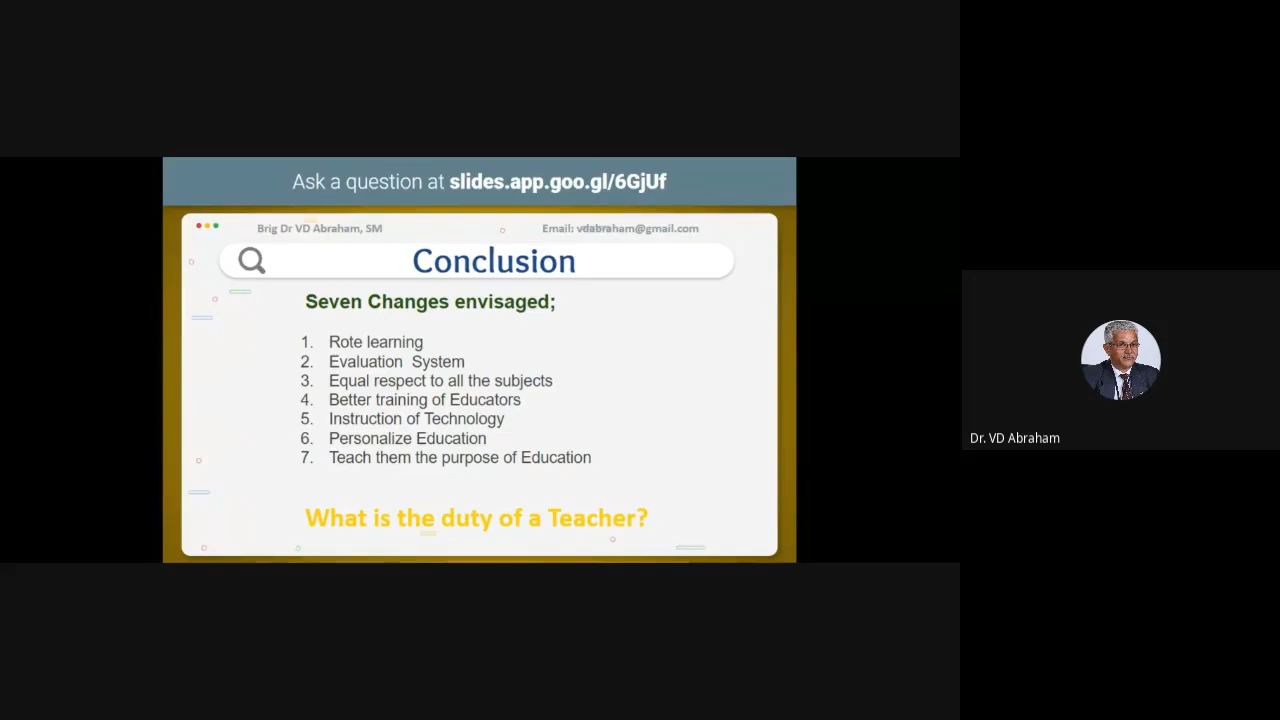 Ask a question at slides.app.goo.gl/6GjUf
Brig Dr VD Abraham, SM
Email: vdabraham@gmail.com
Conclusion
Seven Changes envisaged;
1. Rote learning
2. Evaluation System
3. Equal respect to all the subjects
4. Better training of Educators
5. Instruction of Technology
6. Personalize Education
7. Teach them the purpose of Education
What is the duty of a Teacher?
Dr. VD Abraham